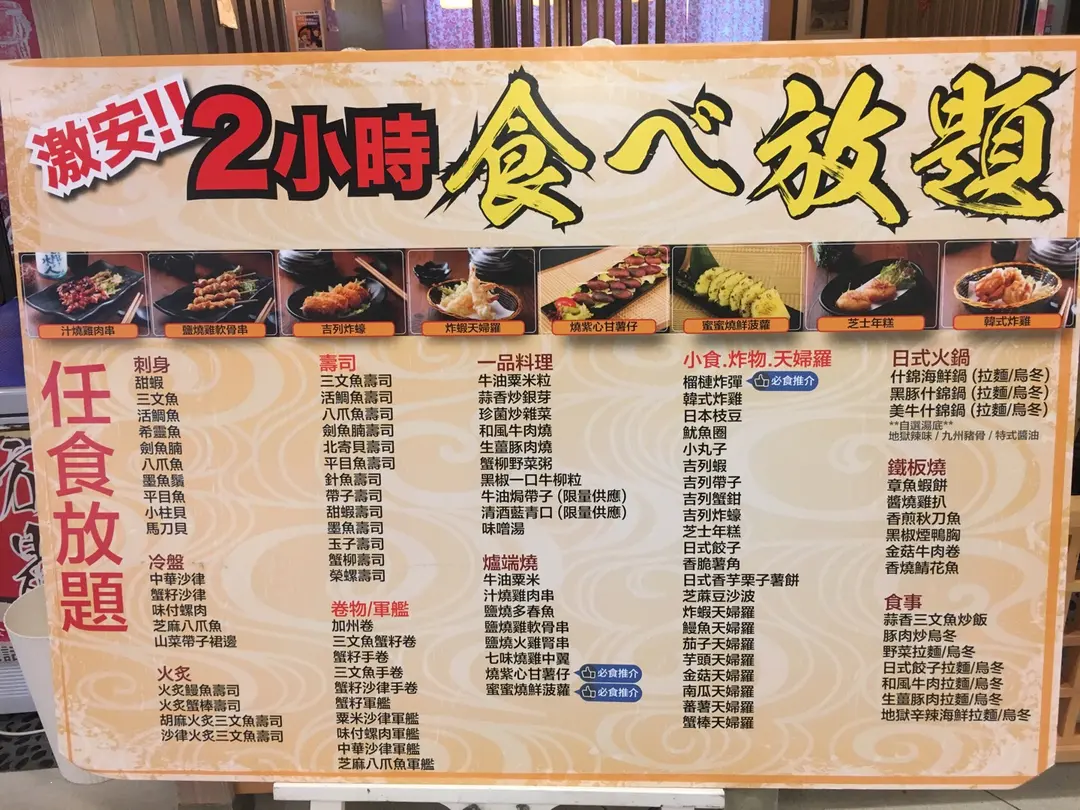 激安!!
2小時
食べ放題
汁燒雞肉串
鹽燒雞軟骨串
吉列炸蠔
炸蝦天婦羅
燒紫心甘薯仔
蜜蜜燒鮮菠蘿
芝士年糕
韓式炸雞
任食放題
刺身
甜蝦
三文魚
活鯛魚
希靈魚
劍魚腩
八爪魚
墨魚鬚
平目魚
小柱貝
馬刀貝
冷盤
中華沙律
蟹籽沙律
味付螺肉
芝麻八爪魚
山菜帶子裙邊
火炙
火炙鰻魚壽司
火炙蟹棒壽司
胡麻火炙三文魚壽司
沙律火炙三文魚壽司
壽司
三文魚壽司
活鯛魚壽司
八爪魚壽司
劍魚腩壽司
北寄貝壽司
平目魚壽司
針魚壽司
帶子壽司
甜蝦壽司
墨魚壽司
玉子壽司
蟹柳壽司
榮螺壽司
卷物/軍艦
加州卷
三文魚蟹籽卷
蟹籽手卷
三文魚手卷
蟹籽沙律手卷
蟹籽軍艦
粟米沙律軍艦
味付螺肉軍艦
中華沙律軍艦
芝麻八爪魚軍艦
一品料理
牛油粟米粒
蒜香炒銀芽
珍菌炒雜菜
和風牛肉燒
生薑豚肉燒
蟹柳野菜粥
黑椒一口牛柳粒
牛油焗帶子 (限量供應)
清酒藍青口 (限量供應)
味噌湯
爐端燒
牛油粟米
汁燒雞肉串
鹽燒多春魚
鹽燒雞軟骨串
鹽燒火雞腎串
七味燒雞中翼
燒紫心甘薯仔 必食推介
蜜蜜燒鮮菠蘿 必食推介
小食.炸物.天婦羅
榴槤炸彈 必食推介
韓式炸雞
日本枝豆
魷魚圈
小丸子
吉列蝦
吉列帶子
吉列蟹鉗
吉列炸蠔
芝士年糕
日式餃子
香脆薯角
日式香芋栗子薯餅
芝蔴豆沙波
炸蝦天婦羅
鰻魚天婦羅
茄子天婦羅
芋頭天婦羅
金菇天婦羅
南瓜天婦羅
蕃薯天婦羅
蟹棒天婦羅
日式火鍋
什錦海鮮鍋 (拉麵/烏冬)
黑豚什錦鍋 (拉麵/烏冬)
美牛什錦鍋 (拉麵/烏冬)
**自選湯底**
地獄辣味 / 九州豬骨 / 特式醬油
鐵板燒
章魚蝦餅
醬燒雞扒
香煎秋刀魚
黑椒煙鴨胸
金菇牛肉卷
香燒鯖花魚
食事
蒜香三文魚炒飯
豚肉炒烏冬
野菜拉麵/烏冬
日式餃子拉麵/烏冬
和風牛肉拉麵/烏冬
生薑豚肉拉麵/烏冬
地獄辛辣海鮮拉麵/烏冬